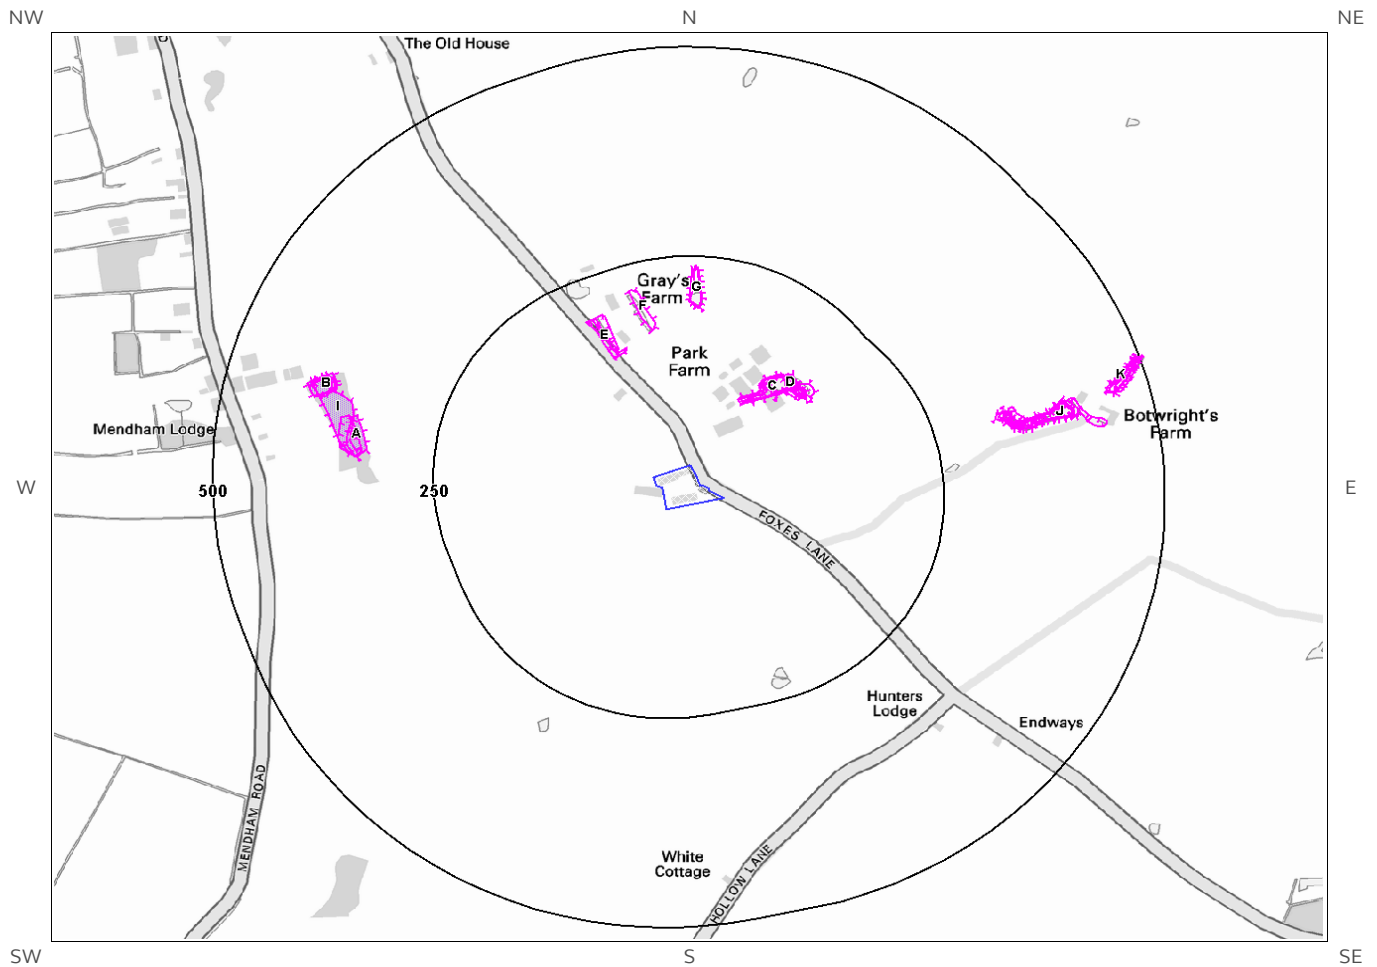 NW
N
NE
The Old House
Gray's
Farm
G
F
E
Park
Farm
B
C
D
K
I
J
A
Botwright's
Farm
Mendham Lodge
W
500
250
E
FOXES LANE
Hunters
Lodge
Endways
MENDHAM ROAD
White
Cottage
HOLLOW LANE
SW
S
SE